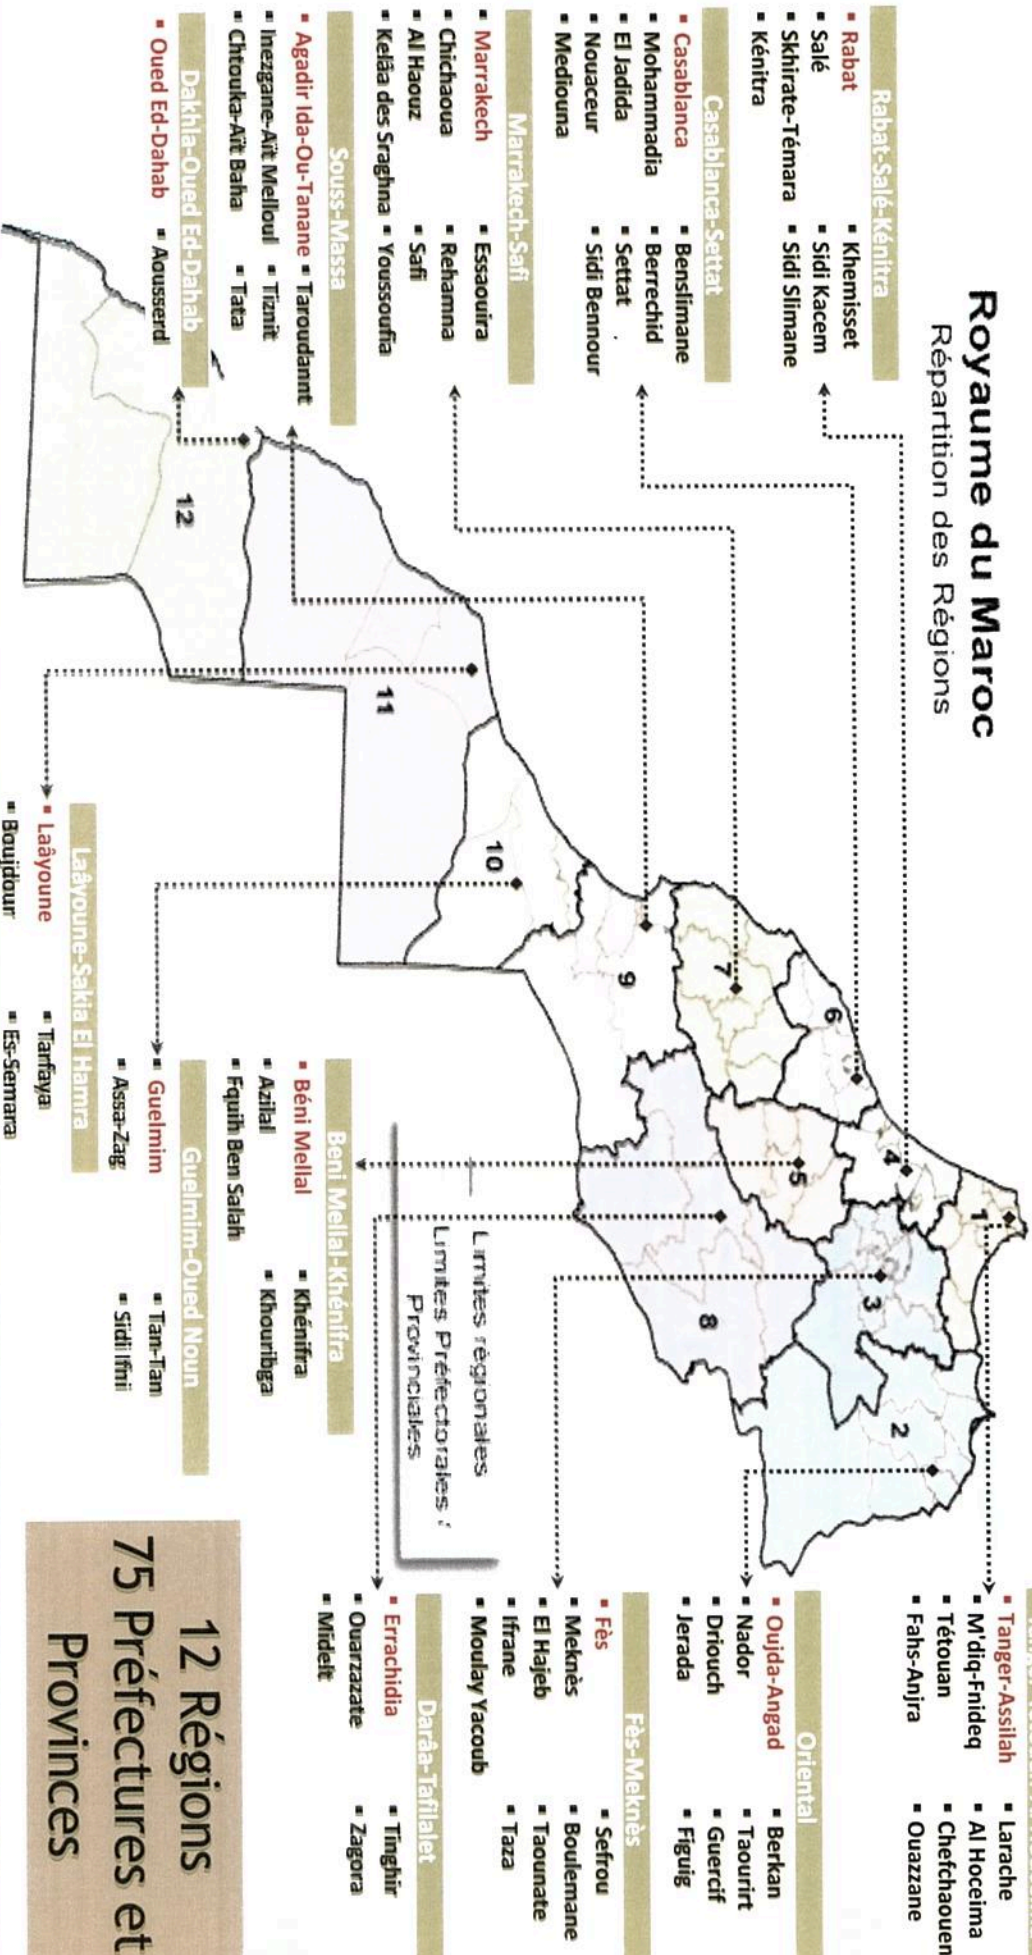 Royaume du Maroc
Répartition des Régions
Rabat-Salé-Kénitra
▪ Rabat ▪ Khemisset
▪ Salé ▪ Sidi Kacem
▪ Skhirate-Témara ▪ Sidi Slimane
▪ Kénitra
Casablanca-Settat
▪ Casablanca ▪ Benslimane
▪ Mohammadia ▪ Berrechid
▪ El Jadida ▪ Settat
▪ Nouaceur ▪ Sidi Bennour
▪ Mediouna
Marrakech-Safi
▪ Marrakech ▪ Essaouira
▪ Chichaoua ▪ Rehamna
▪ Al Haouz ▪ Safi
▪ Kelâa des Sraghna ▪ Youssoufia
Souss-Massa
▪ Agadir Ida-Ou-Tanane ▪ Taroudannt
▪ Inezgane-Aït Melloul ▪ Tiznit
▪ Chtouka-Aït Baha ▪ Tata
Dakhla-Oued Ed-Dahab
▪ Oued Ed-Dahab ▪ Aousserd
1
2
3
4
5
6
7
8
9
10
11
12
▪ Tanger-Assilah ▪ Larache
▪ M'diq-Fnideq ▪ Al Hoceima
▪ Tétouan ▪ Chefchaouen
▪ Fahs-Anjra ▪ Ouazzane
Oriental
▪ Oujda-Angad ▪ Berkan
▪ Nador ▪ Taourirt
▪ Driouch ▪ Guercif
▪ Jerada ▪ Figuig
Fès-Meknès
▪ Fès ▪ Sefrou
▪ Meknès ▪ Boulemane
▪ El Hajeb ▪ Taounate
▪ Ifrane ▪ Taza
▪ Moulay Yacoub
Darâa-Tafilalet
▪ Errachidia ▪ Tinghir
▪ Ouarzazate ▪ Zagora
▪ Midelt
Limites régionales
Limites Préfectorales /
Provinciales
Beni Mellal-Khénifra
▪ Béni Mellal ▪ Khénifra
▪ Azilal ▪ Khouribga
▪ Fquih Ben Salah
Guelmim-Oued Noun
▪ Guelmim ▪ Tan-Tan
▪ Assa-Zag ▪ Sidi Ifni
Laâyoune-Sakia El Hamra
▪ Laâyoune ▪ Tarfaya
▪ Boujdour ▪ Es-Semara
12 Régions
75 Préfectures et
Provinces